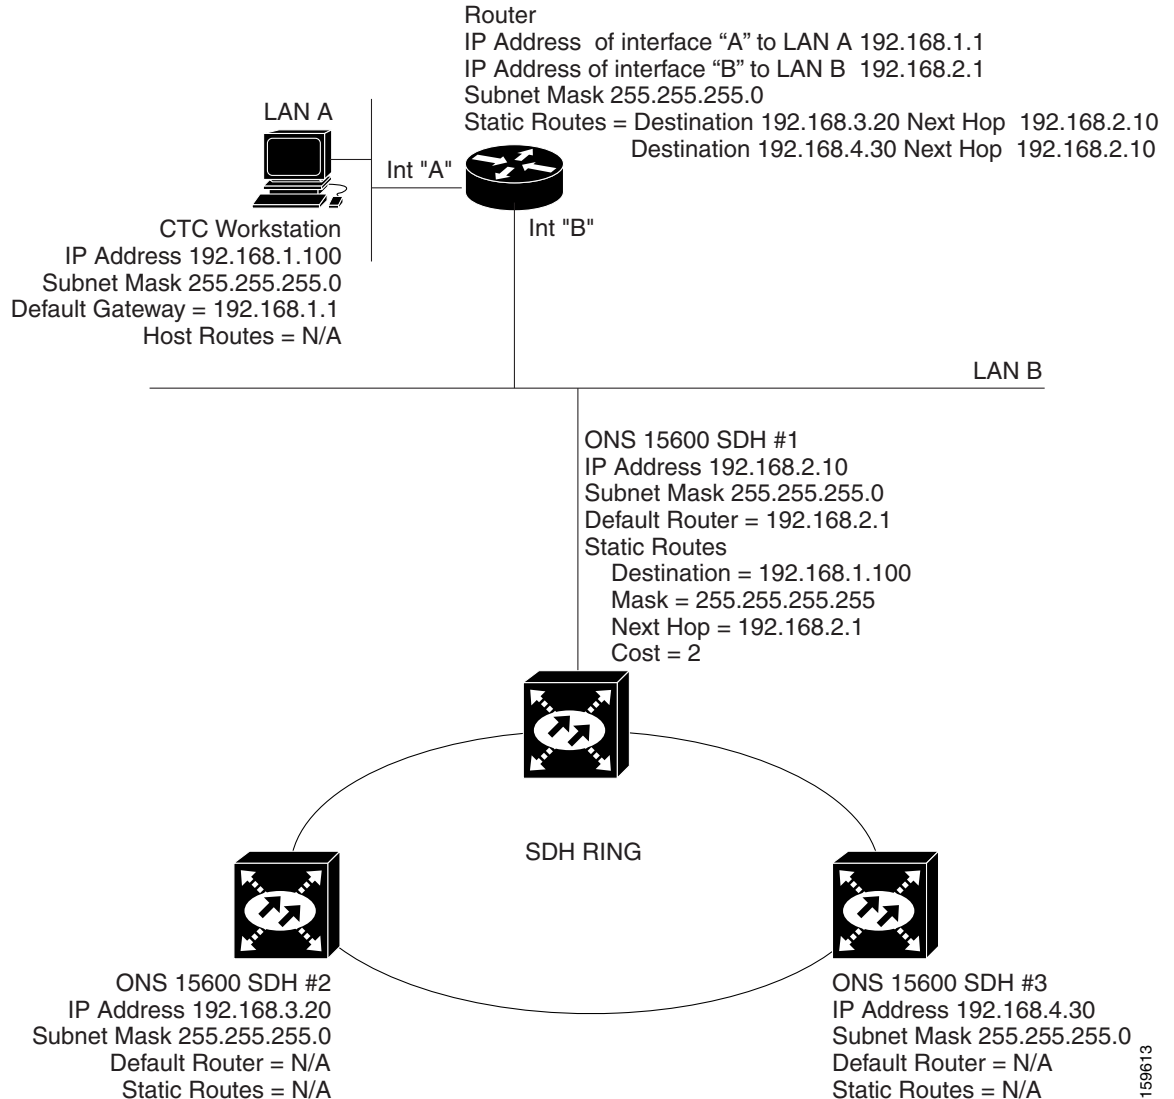 Router
IP Address of interface “A” to LAN A 192.168.1.1
IP Address of interface “B” to LAN B 192.168.2.1
Subnet Mask 255.255.255.0
Static Routes = Destination 192.168.3.20 Next Hop 192.168.2.10
Destination 192.168.4.30 Next Hop 192.168.2.10
LAN A
Int "A"
Int "B"
CTC Workstation
IP Address 192.168.1.100
Subnet Mask 255.255.255.0
Default Gateway = 192.168.1.1
Host Routes = N/A
LAN B
ONS 15600 SDH #1
IP Address 192.168.2.10
Subnet Mask 255.255.255.0
Default Router = 192.168.2.1
Static Routes
Destination = 192.168.1.100
Mask = 255.255.255.255
Next Hop = 192.168.2.1
Cost = 2
SDH RING
ONS 15600 SDH #2
IP Address 192.168.3.20
Subnet Mask 255.255.255.0
Default Router = N/A
Static Routes = N/A
ONS 15600 SDH #3
IP Address 192.168.4.30
Subnet Mask 255.255.255.0
Default Router = N/A
Static Routes = N/A
159613